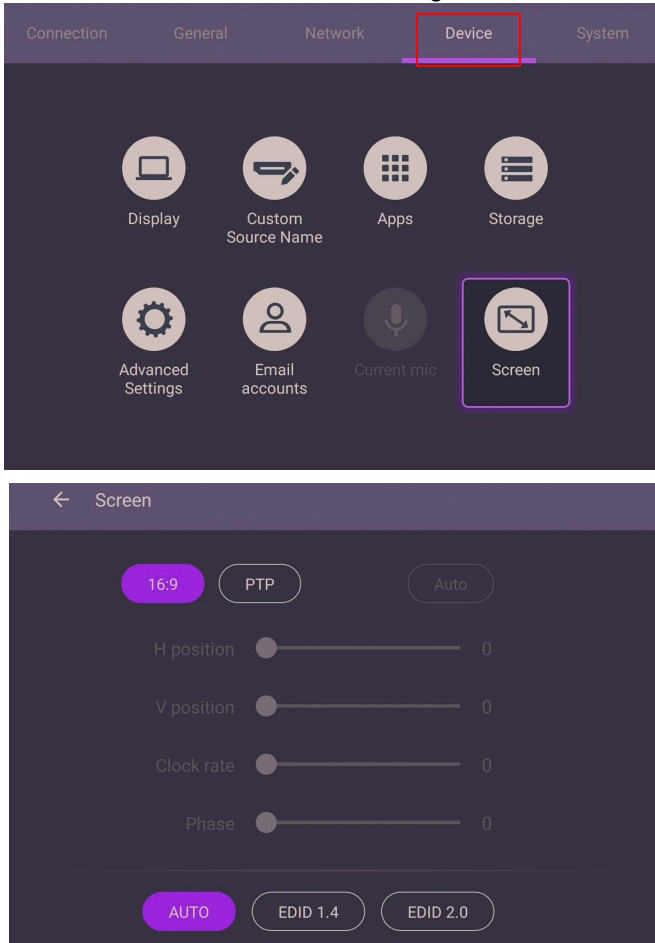 Connection General Network Device System
Display Custom Source Name Apps Storage
Advanced Settings Email accounts Current mic Screen
← Screen
16:9 PTP Auto
H position 0
V position 0
Clock rate 0
Phase 0
AUTO EDID 1.4 EDID 2.0